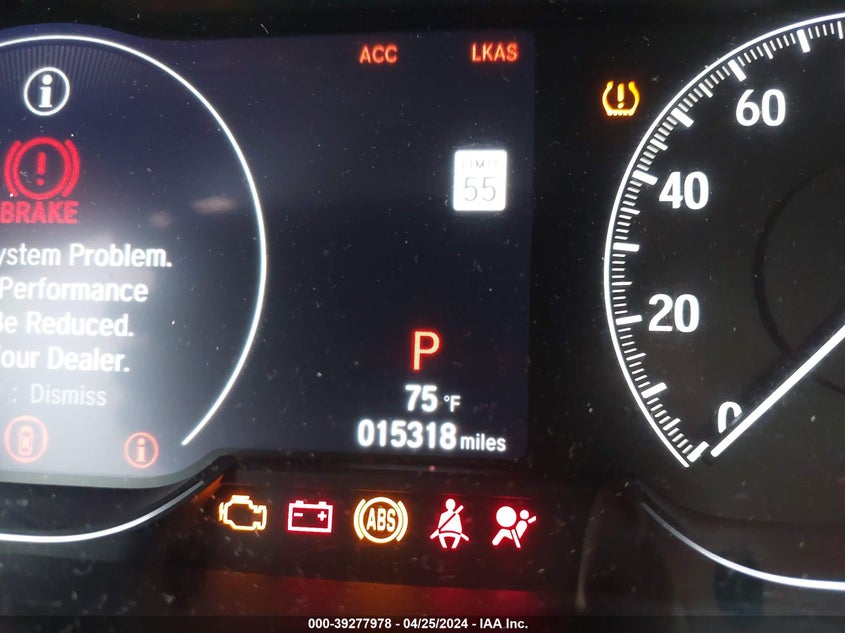 ACC LKAS
BRAKE
ystem Problem.
Performance
Be Reduced.
our Dealer.
: Dismiss
LIMIT
55
P
75 °F
015318 miles
ABS
60
40
20
0
000-39277978 - 04/25/2024 - IAA Inc.